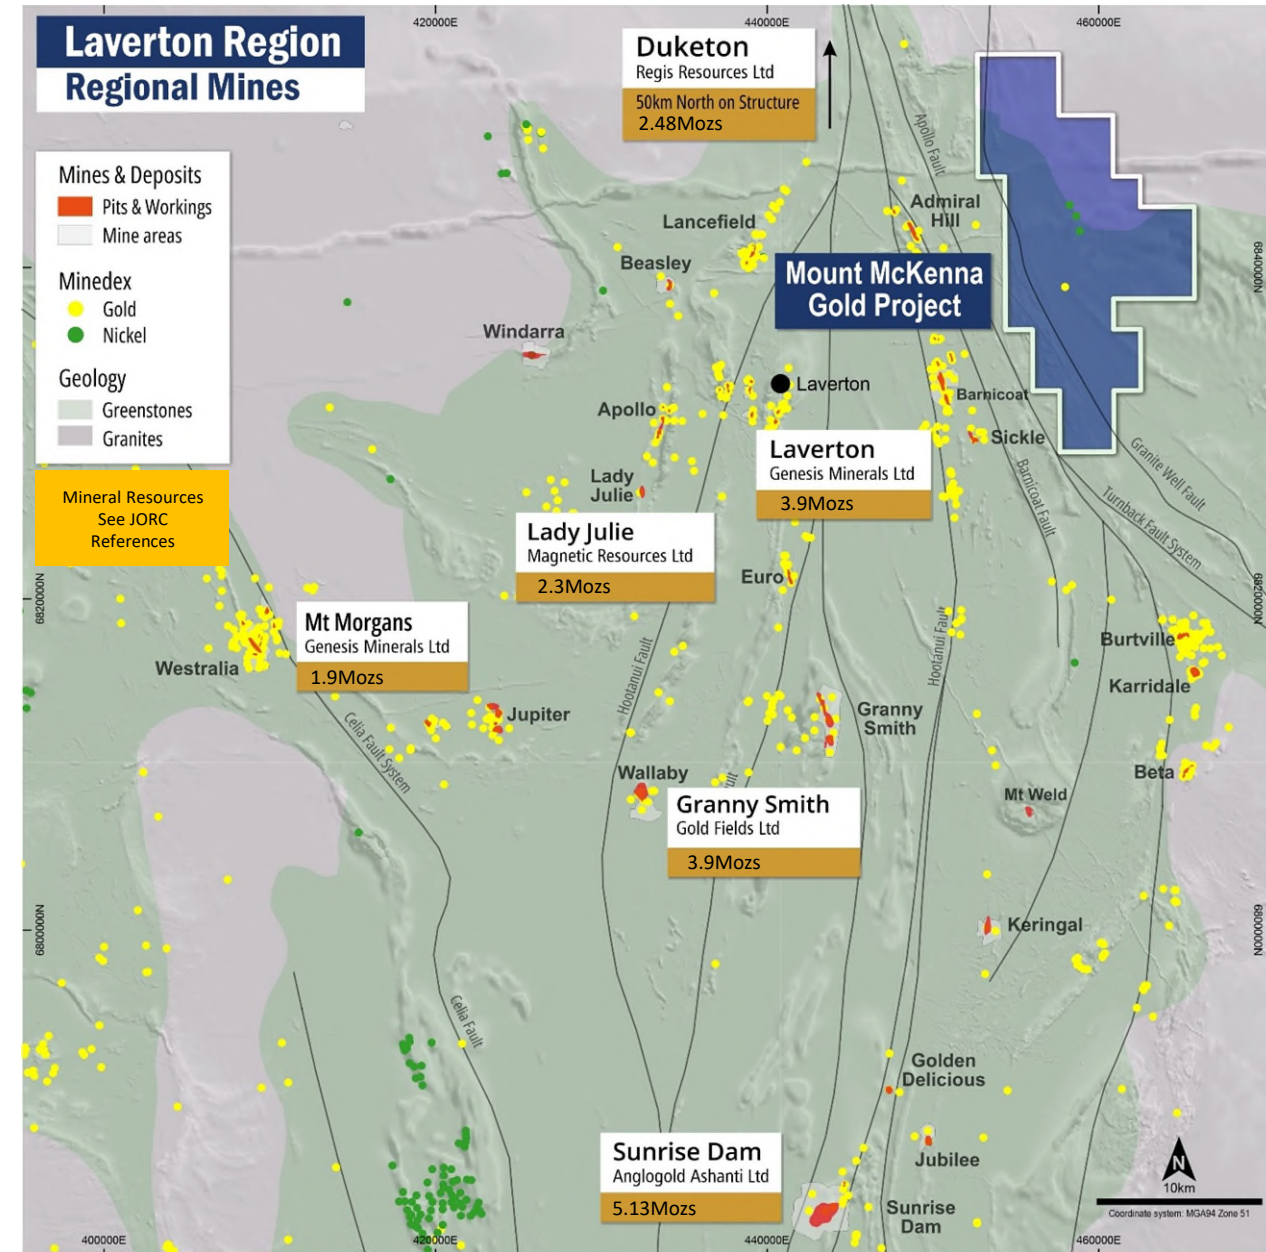 420000E
440000E
460000E
Laverton Region
Regional Mines
Duketon
Regis Resources Ltd
50km North on Structure
2.48Mozs
Apollo Fault
Mines & Deposits
Pits & Workings
Mine areas
Minedex
Gold
Nickel
Geology
Greenstones
Granites
Mineral Resources
See JORC
References
Lancefield
Admiral
Hill
Beasley
6840000N
Mount McKenna
Gold Project
Windarra
Laverton
Apollo
Barnicoat
Sickle
Laverton
Genesis Minerals Ltd
3.9Mozs
Granite Well Fault
Barnicoat Fault
Turnback Fault System
Lady
Julie
Lady Julie
Magnetic Resources Ltd
2.3Mozs
Euro
6820000N
6820000N
Mt Morgans
Genesis Minerals Ltd
1.9Mozs
Westralia
Hootanui Fault
Hootanui Fault
Burtville
Karridale
Jupiter
Granny
Smith
Celia Fault System
Wallaby
Beta
Mt Weld
Granny Smith
Gold Fields Ltd
3.9Mozs
6800000N
6800000N
Keringal
Celia Fault
Golden
Delicious
Sunrise Dam
Anglogold Ashanti Ltd
5.13Mozs
Jubilee
Sunrise
Dam
N
10km
Coordinate system: MGA94 Zone 51
400000E
420000E
440000E
460000E